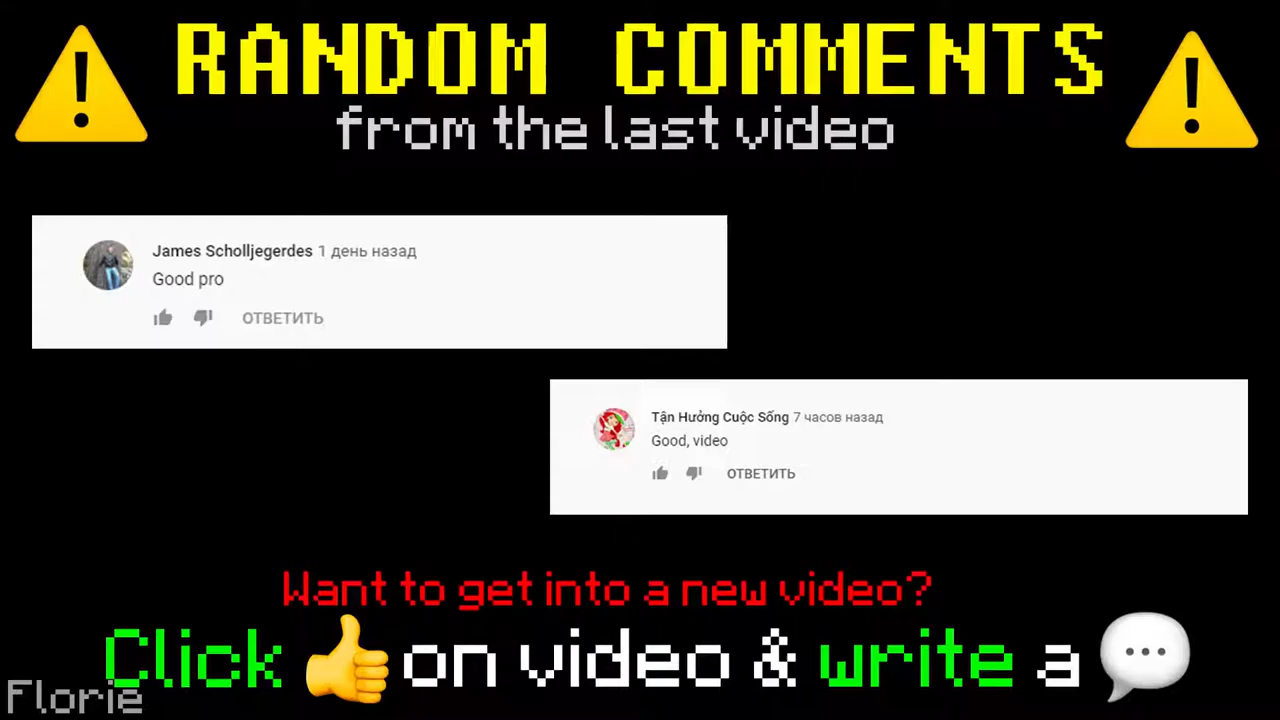 RANDOM COMMENTS
from the last video
James Scholljegerdes 1 день назад
Good pro
ОТВЕТИТЬ
Tận Hưởng Cuộc Sống 7 часов назад
Good, video
ОТВЕТИТЬ
Want to get into a new video?
Click 👍 on video & write a 💬
Florie